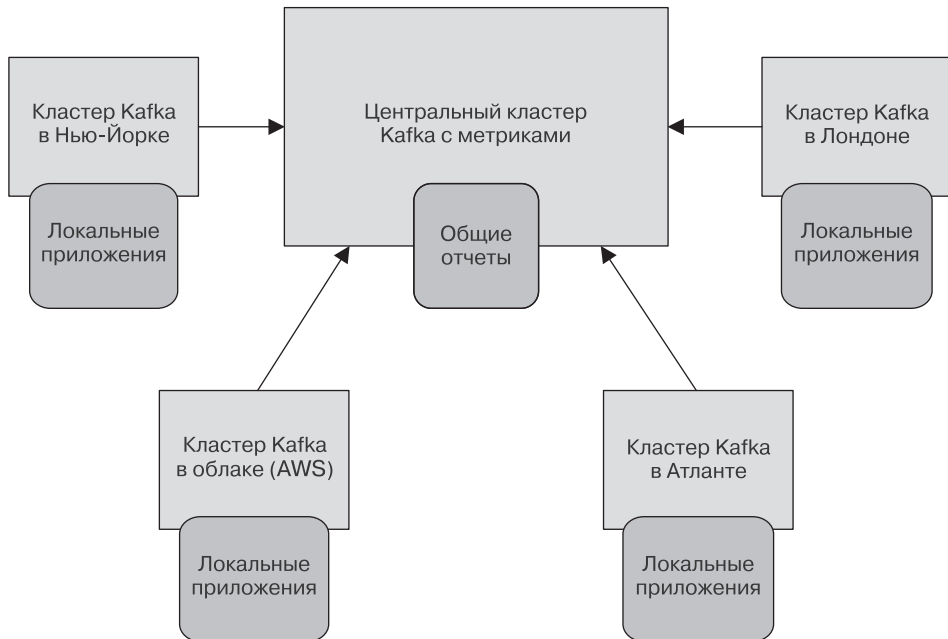 Кластер Kafka
в Нью-Йорке
Локальные
приложения
Центральный кластер
Kafka с метриками
Общие
отчеты
Кластер Kafka
в Лондоне
Локальные
приложения
Кластер Kafka
в облаке (AWS)
Локальные
приложения
Кластер Kafka
в Атланте
Локальные
приложения